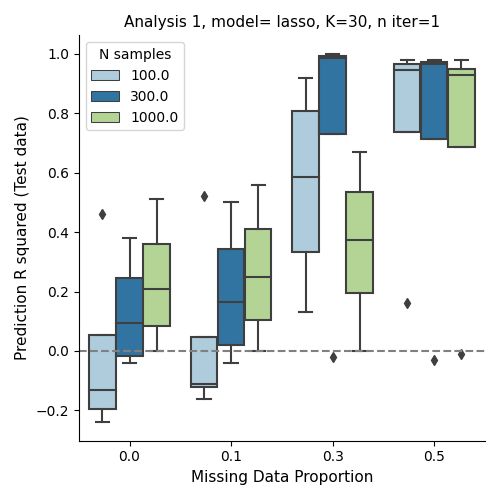 Analysis 1, model= lasso, K=30, n iter=1
N samples
100.0
300.0
1000.0
Prediction R squared (Test data)
1.0
0.8
0.6
0.4
0.2
0.0
−0.2
0.0 0.1 0.3 0.5
Missing Data Proportion